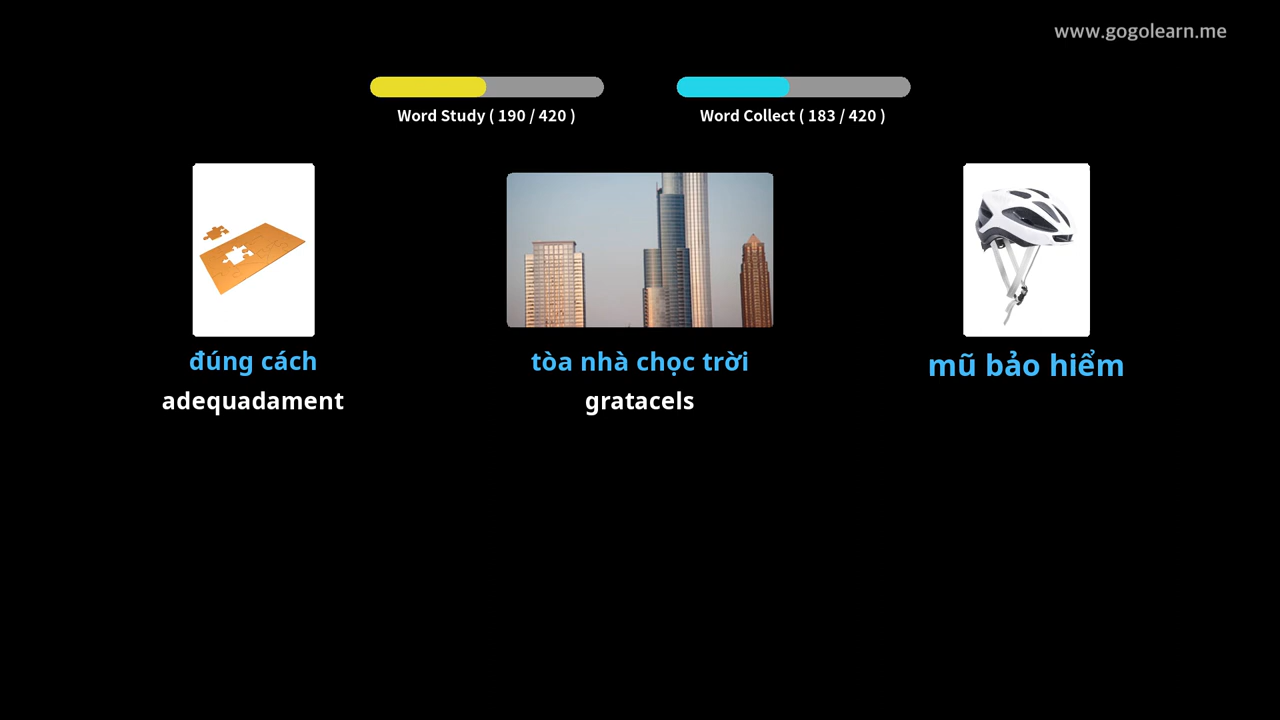 www.gogolearn.me
Word Study ( 190 / 420 )
Word Collect ( 183 / 420 )
đúng cách
adequadament
tòa nhà chọc trời
gratacels
mũ bảo hiểm